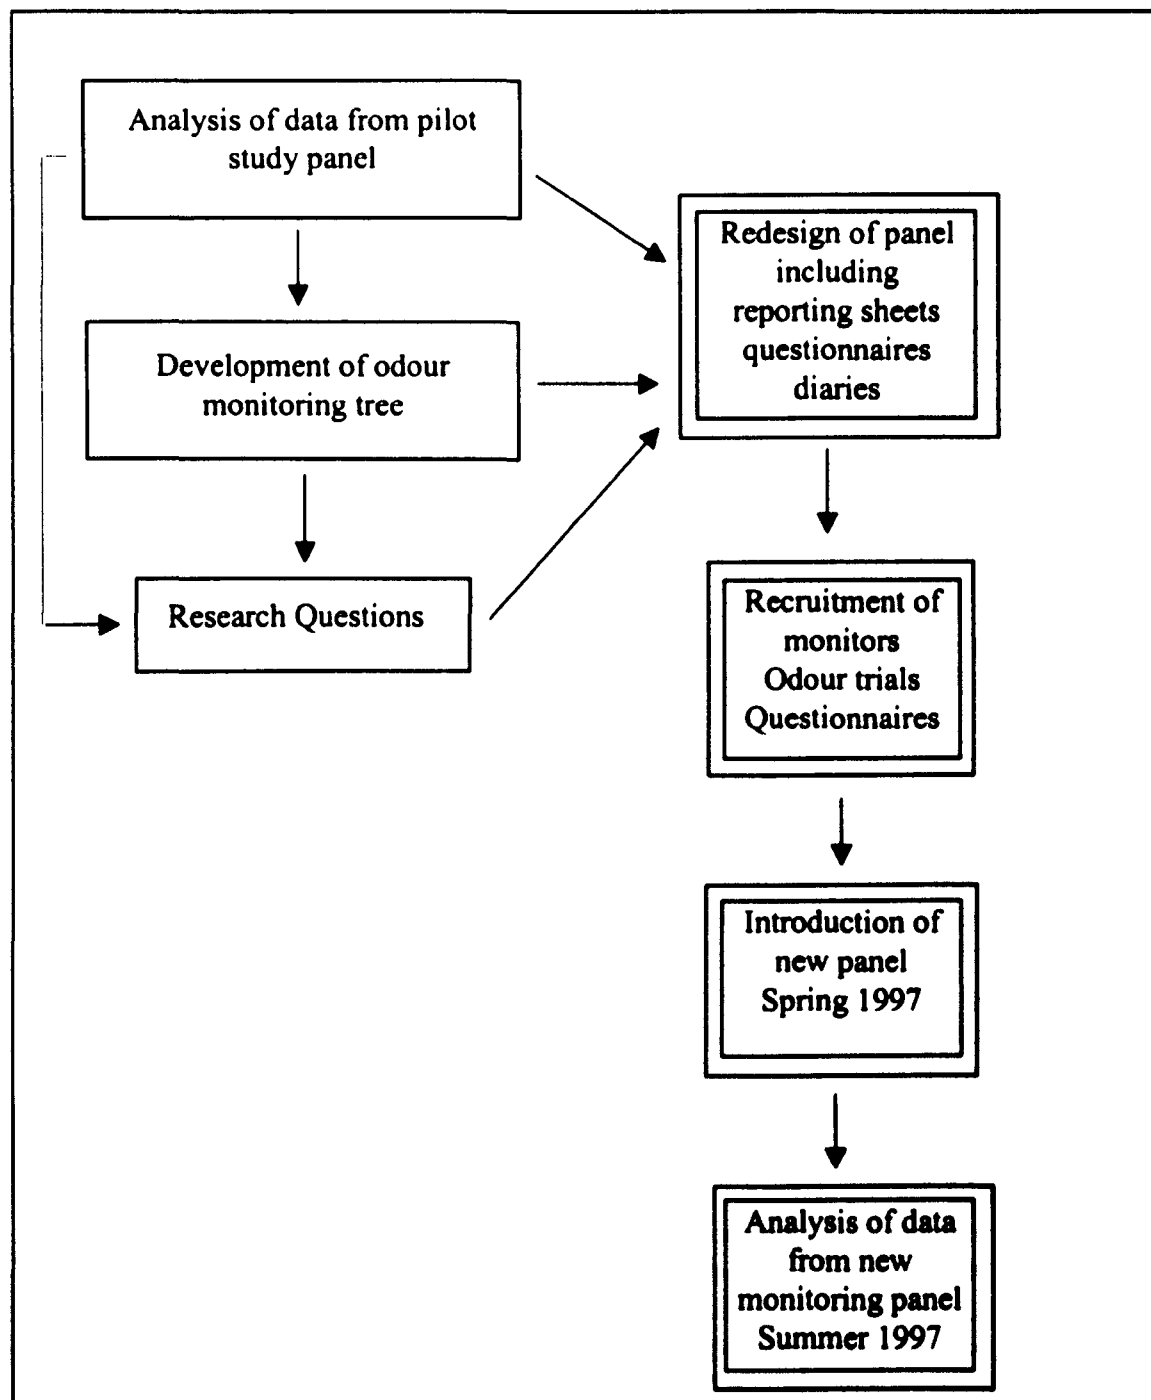 Analysis of data from pilot
study panel
Development of odour
monitoring tree
Research Questions
Redesign of panel
including
reporting sheets
questionnaires
diaries
Recruitment of
monitors
Odour trials
Questionnaires
Introduction of
new panel
Spring 1997
Analysis of data
from new
monitoring panel
Summer 1997